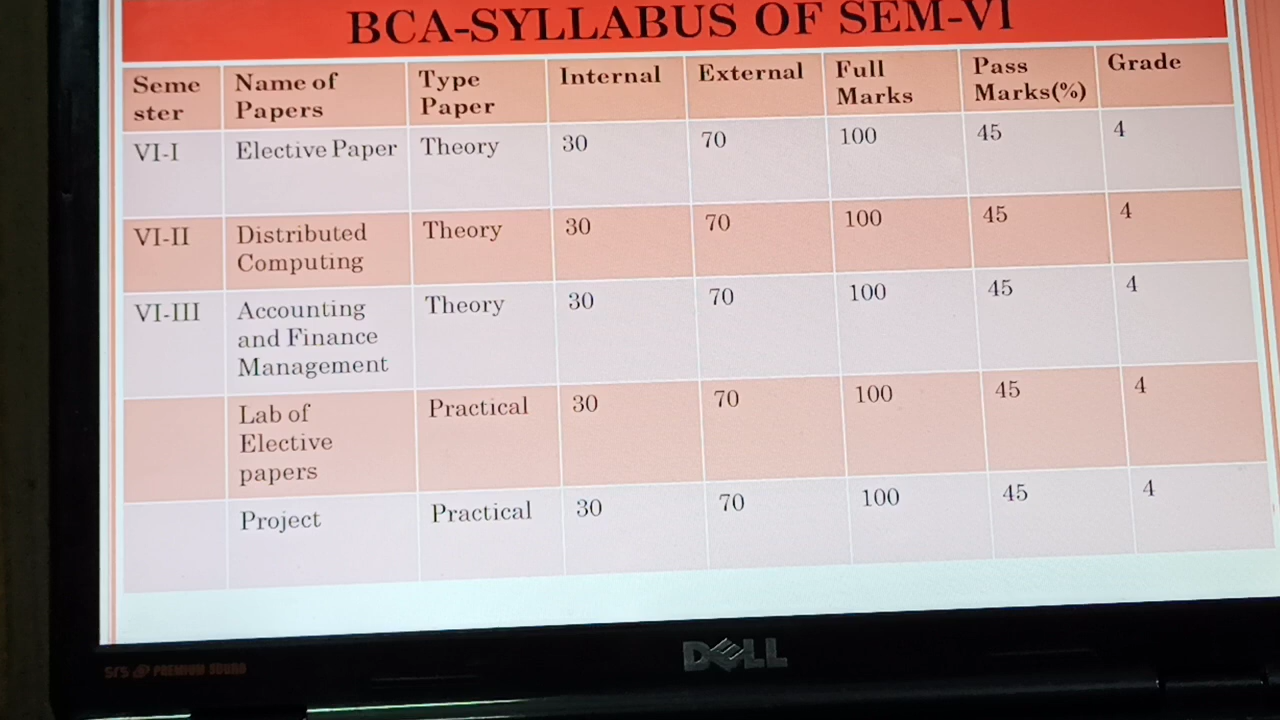 BCA-SYLLABUS OF SEM-VI
Seme ster | Name of Papers | Type Paper | Internal | External | Full Marks | Pass Marks(%) | Grade
VI-I | Elective Paper | Theory | 30 | 70 | 100 | 45 | 4
VI-II | Distributed Computing | Theory | 30 | 70 | 100 | 45 | 4
VI-III | Accounting and Finance Management | Theory | 30 | 70 | 100 | 45 | 4
Lab of Elective papers | Practical | 30 | 70 | 100 | 45 | 4
Project | Practical | 30 | 70 | 100 | 45 | 4
SRS PREMIUM SOUND
DELL